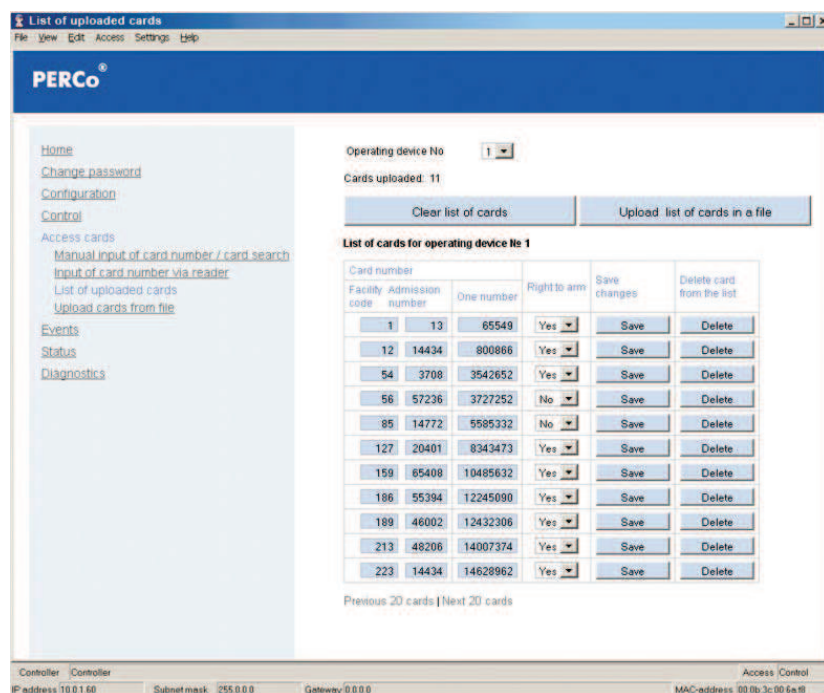 List of uploaded cards
File View Edit Access Settings Help
PERCo®
Home
Change password
Configuration
Control
Access cards
Manual input of card number / card search
Input of card number via reader
List of uploaded cards
Upload cards from file
Events
Status
Diagnostics
Operating device No 1
Cards uploaded: 11
Clear list of cards Upload list of cards in a file
List of cards for operating device № 1
Card number Right to arm Save changes Delete card from the list
Facility code Admission number One number
1 13 65549 Yes Save Delete
12 14434 800866 Yes Save Delete
54 3708 3542652 Yes Save Delete
56 57236 3727252 No Save Delete
85 14772 5585332 No Save Delete
127 20401 8343473 Yes Save Delete
159 65408 10485632 Yes Save Delete
186 55394 12245090 Yes Save Delete
189 46002 12432306 Yes Save Delete
213 48206 14007374 Yes Save Delete
223 14434 14628962 Yes Save Delete
Previous 20 cards | Next 20 cards
Controller Controller Access Control
IP address 10.0.1.60 Subnet mask 255.0.0.0 Gateway 0.0.0.0 MAC-address 00.0b.3c.00.6a.f8